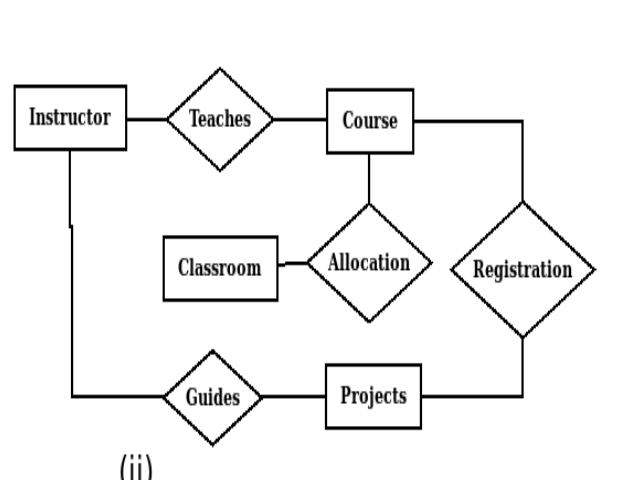 Instructor
Teaches
Course
Classroom
Allocation
Registration
Guides
Projects
(ii)